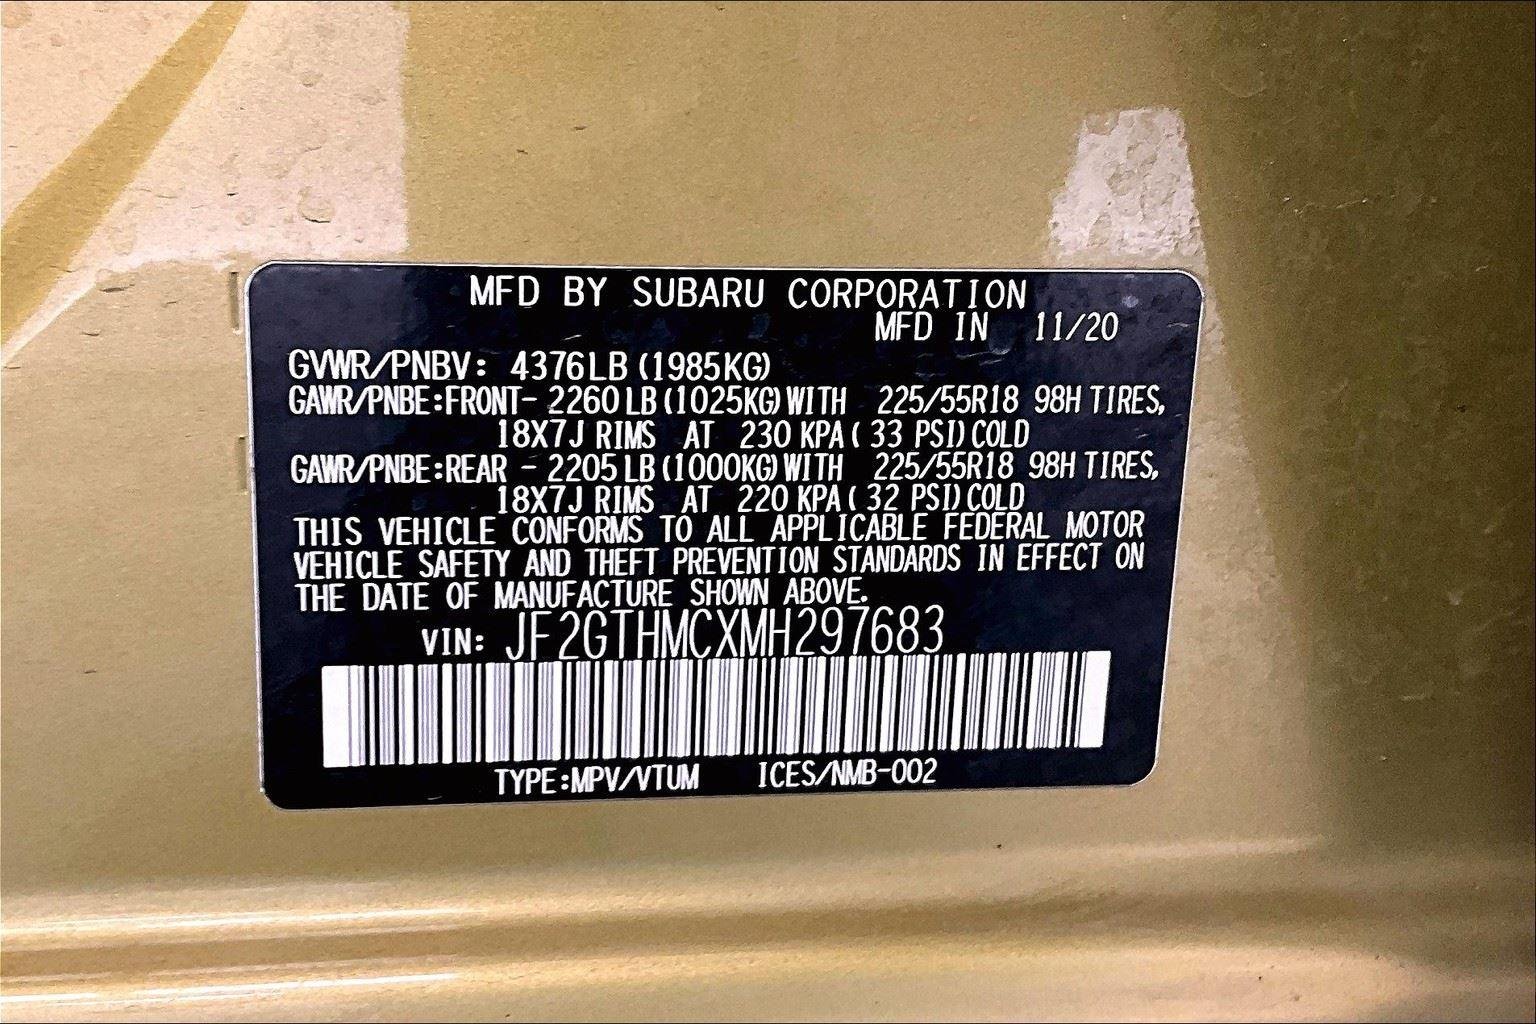 MFD BY SUBARU CORPORATION
MFD IN 11/20
GVWR/PNBV: 4376LB (1985KG)
GAWR/PNBE:FRONT- 2260LB (1025KG) WITH 225/55R18 98H TIRES,
18X7J RIMS AT 230 KPA ( 33 PSI) COLD
GAWR/PNBE:REAR - 2205LB (1000KG) WITH 225/55R18 98H TIRES,
18X7J RIMS AT 220 KPA ( 32 PSI) COLD
THIS VEHICLE CONFORMS TO ALL APPLICABLE FEDERAL MOTOR
VEHICLE SAFETY AND THEFT PREVENTION STANDARDS IN EFFECT ON
THE DATE OF MANUFACTURE SHOWN ABOVE.
VIN: JF2GTHMCXMH297683
TYPE:MPV/VTUM ICES/NMB-002